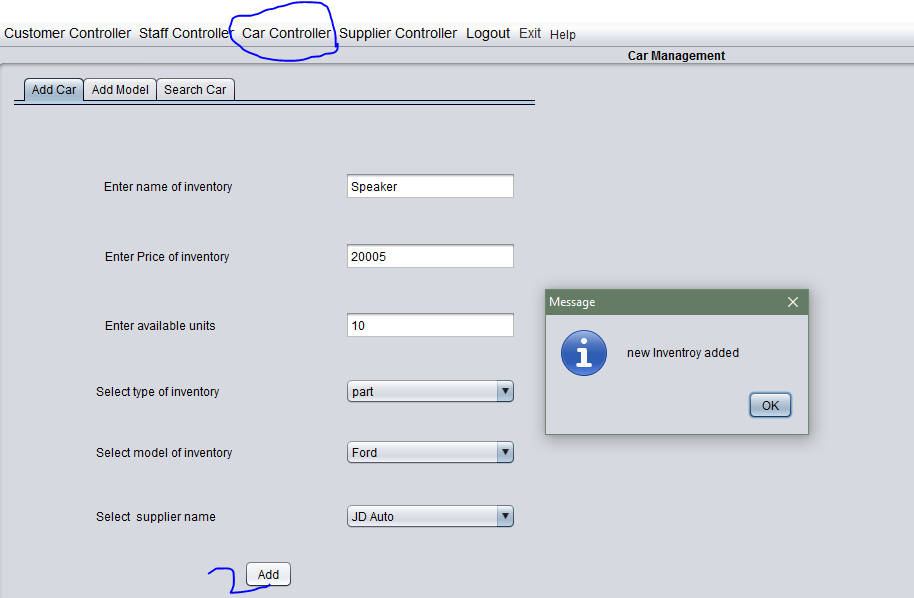 Customer Controller Staff Controller Car Controller Supplier Controller Logout Exit Help
Car Management
Add Car Add Model Search Car
Enter name of inventory Speaker
Enter Price of inventory 20005
Message
Enter available units 10
new Inventroy added
Select type of inventory part
OK
Select model of inventory Ford
Select supplier name JD Auto
2 Add